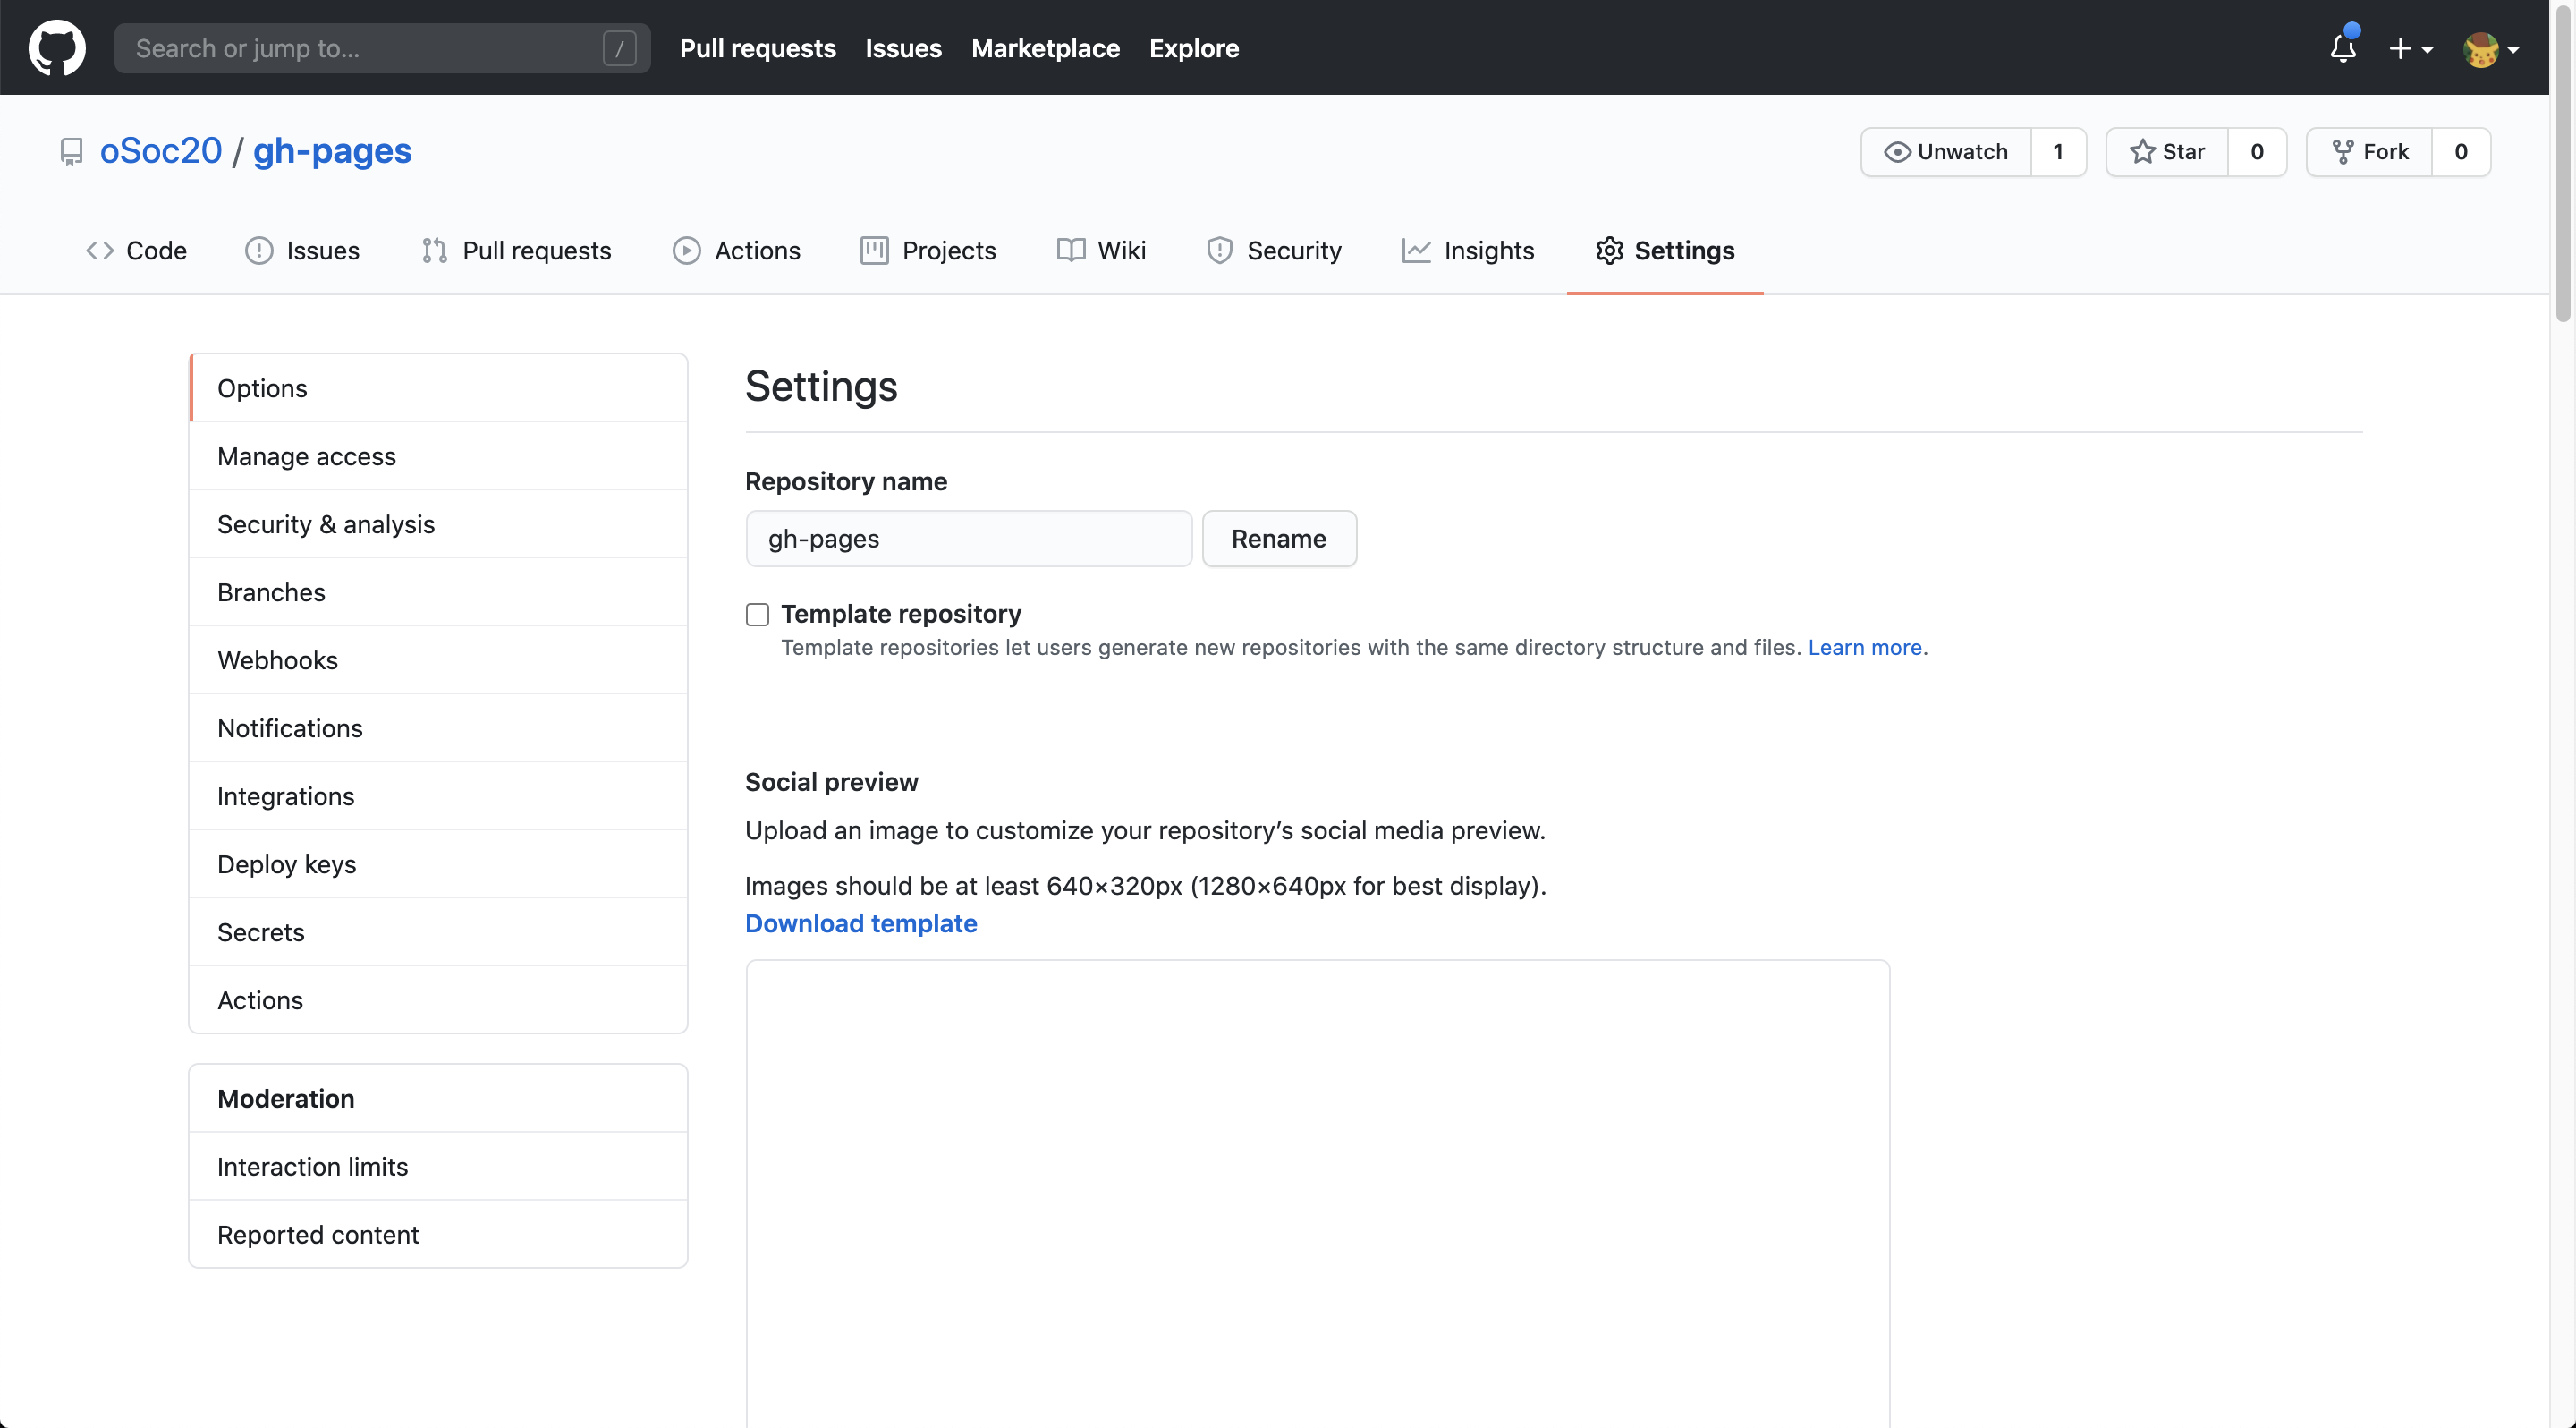 Search or jump to... /
Pull requests Issues Marketplace Explore
oSoc20 / gh-pages
Unwatch 1 Star 0 Fork 0
Code Issues Pull requests Actions Projects Wiki Security Insights Settings
Options
Manage access
Security & analysis
Branches
Webhooks
Notifications
Integrations
Deploy keys
Secrets
Actions
Moderation
Interaction limits
Reported content
Settings
Repository name
gh-pages Rename
Template repository
Template repositories let users generate new repositories with the same directory structure and files. Learn more.
Social preview
Upload an image to customize your repository’s social media preview.
Images should be at least 640×320px (1280×640px for best display).
Download template